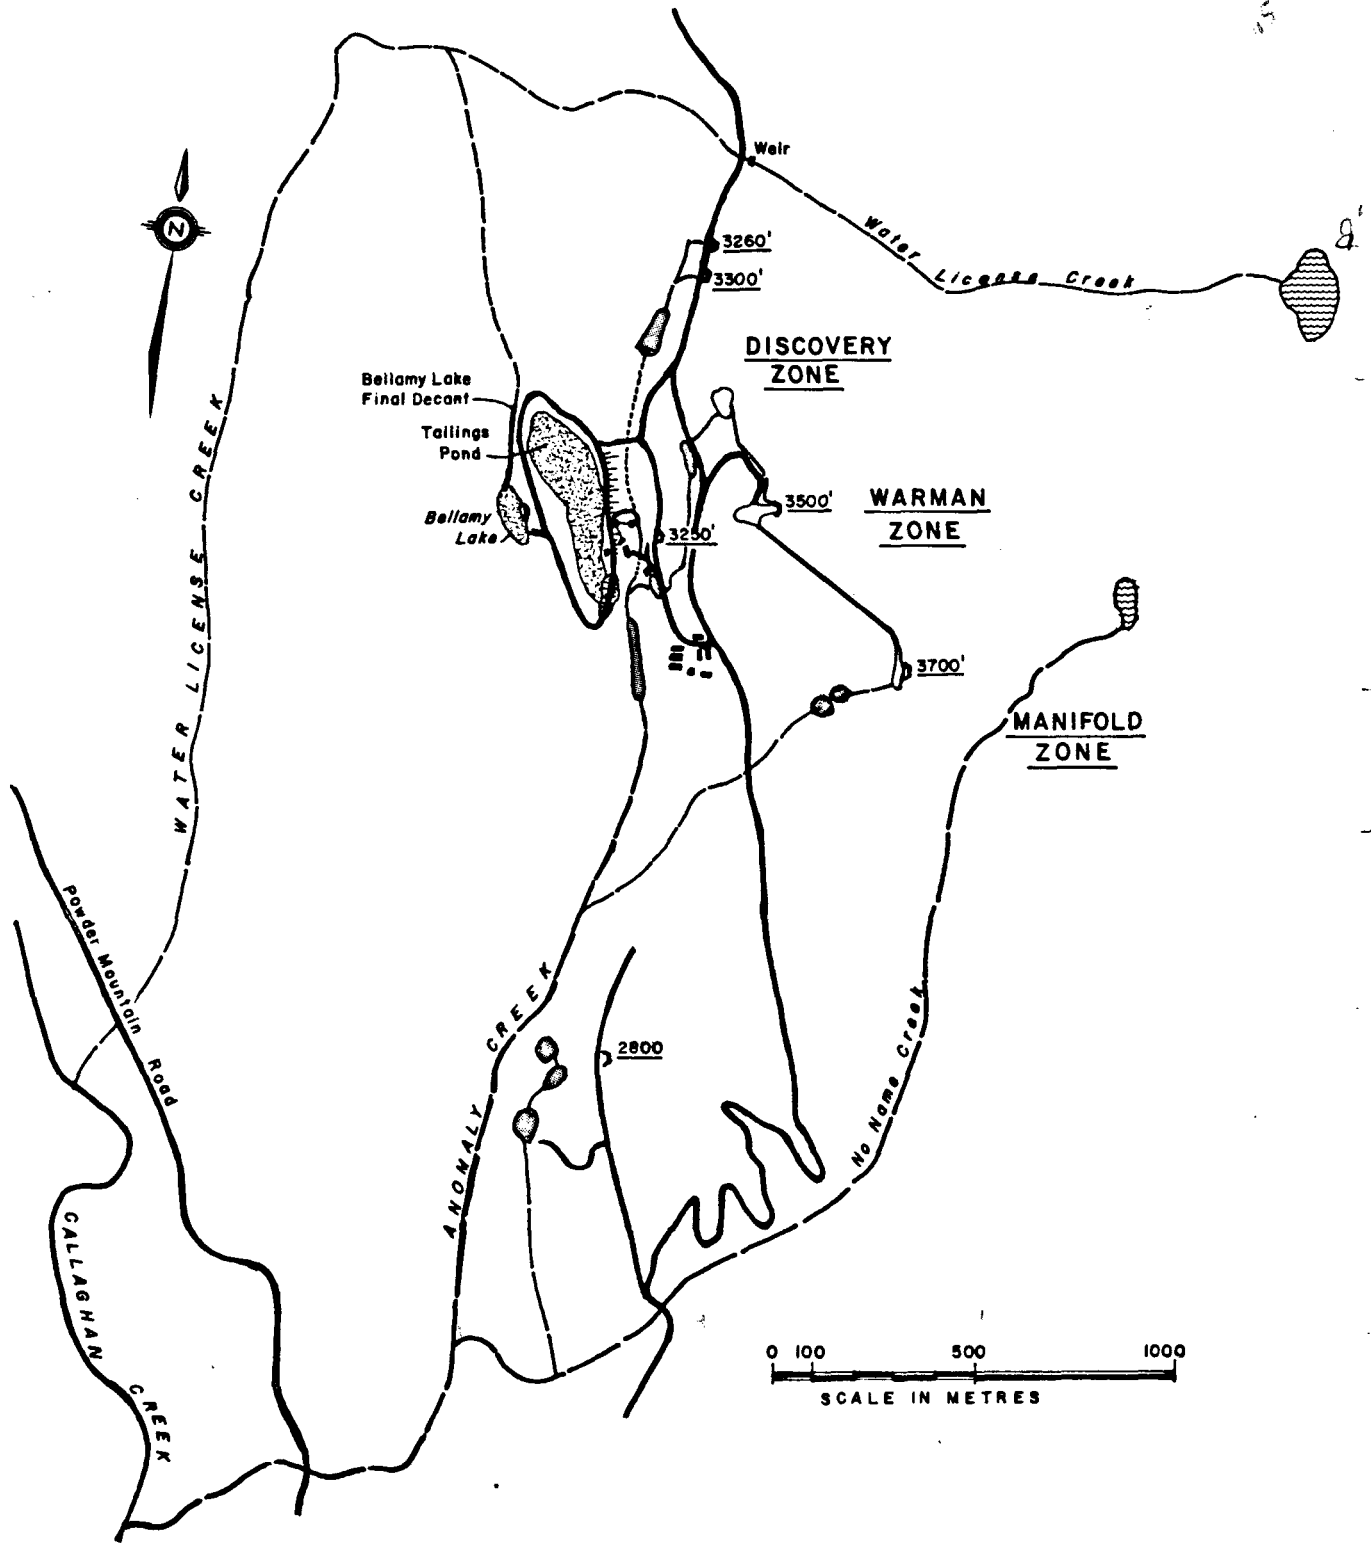 Weir
N
3260'
3300'
Water License Creek
DISCOVERY
ZONE
Bellamy Lake
Final Decant
Tailings
Pond
WATER LICENSE CREEK
3500'
WARMAN
ZONE
Bellamy
Lake
3250'
3700'
MANIFOLD
ZONE
Powder Mountain Road
No Name Creek
ANOMALY CREEK
2800
CALLAGHAN CREEK
0 100 500 1000
SCALE IN METRES